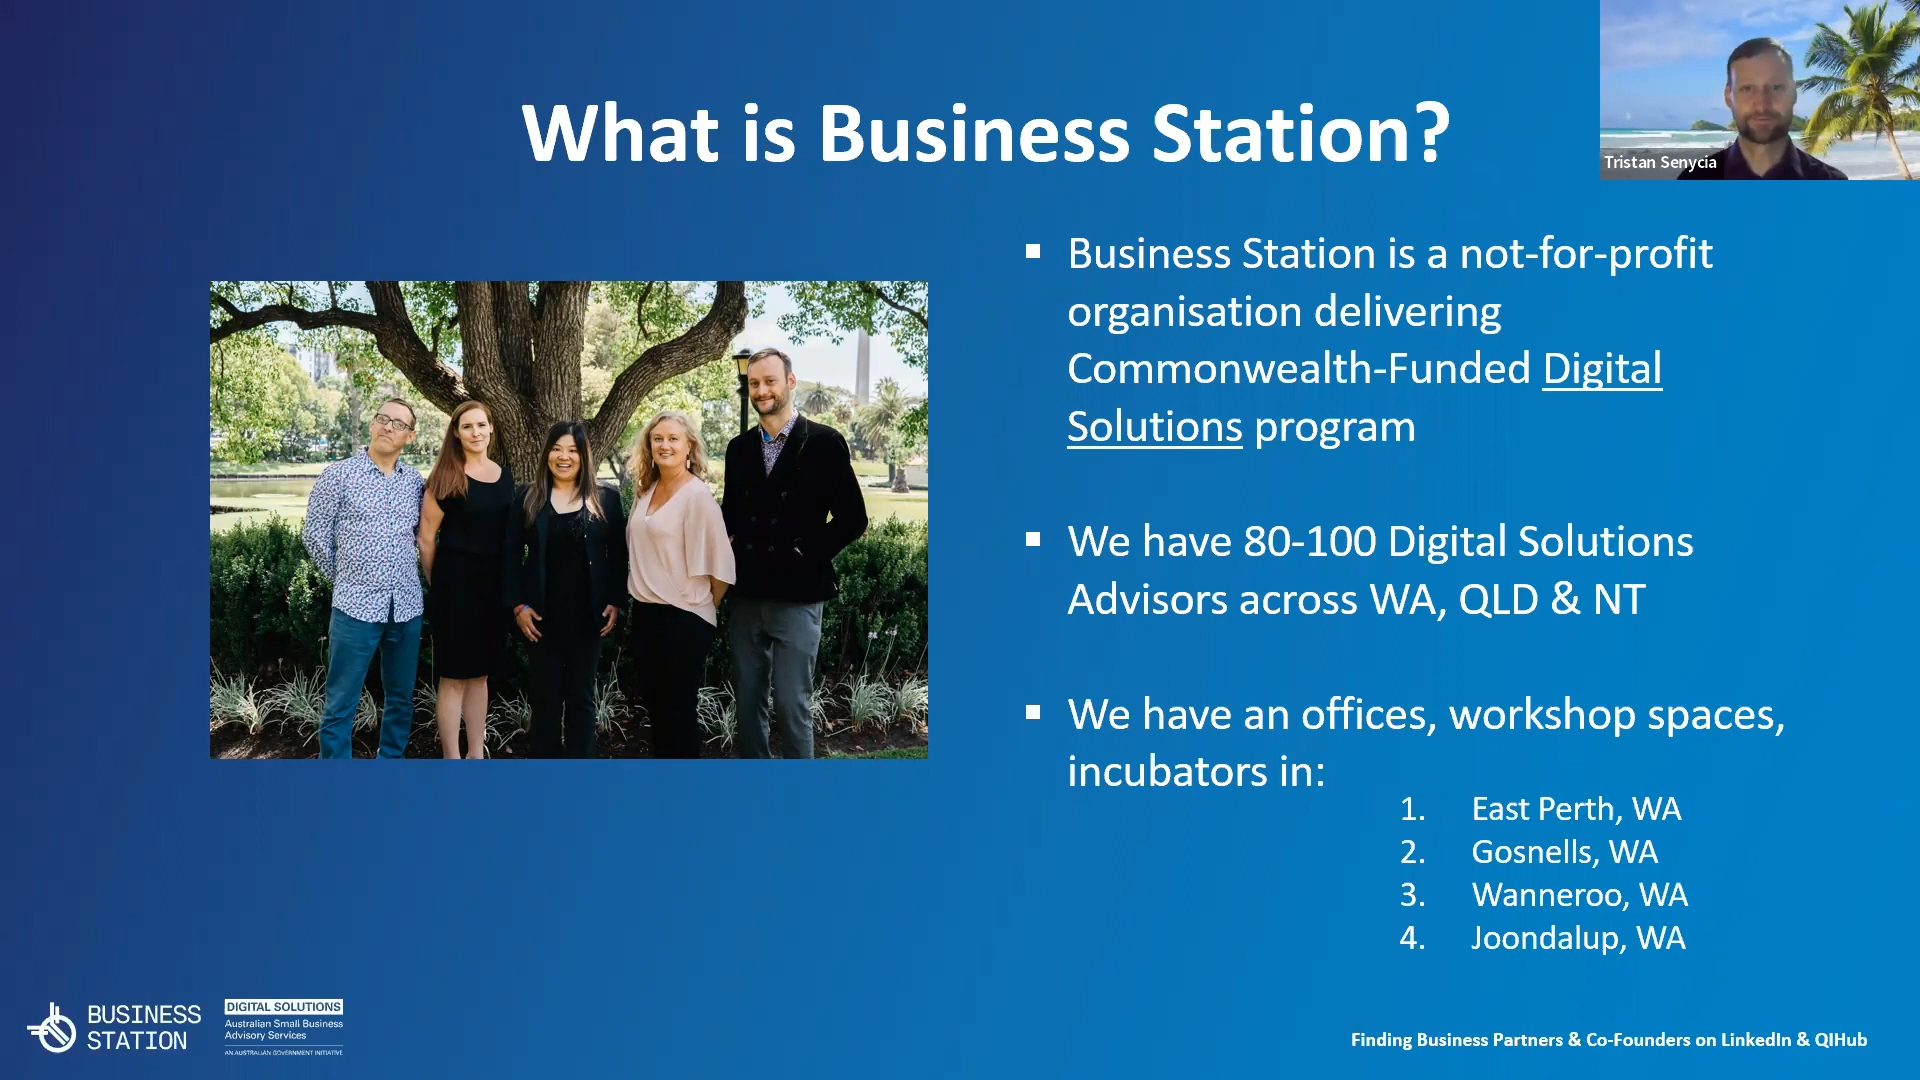 What is Business Station?
Tristan Senycia
▪ Business Station is a not-for-profit
organisation delivering
Commonwealth-Funded Digital
Solutions program
▪ We have 80-100 Digital Solutions
Advisors across WA, QLD & NT
▪ We have an offices, workshop spaces,
incubators in:
1. East Perth, WA
2. Gosnells, WA
3. Wanneroo, WA
4. Joondalup, WA
BUSINESS
STATION
DIGITAL SOLUTIONS
Australian Small Business
Advisory Services
AN AUSTRALIAN GOVERNMENT INITIATIVE
Finding Business Partners & Co-Founders on LinkedIn & QIHub